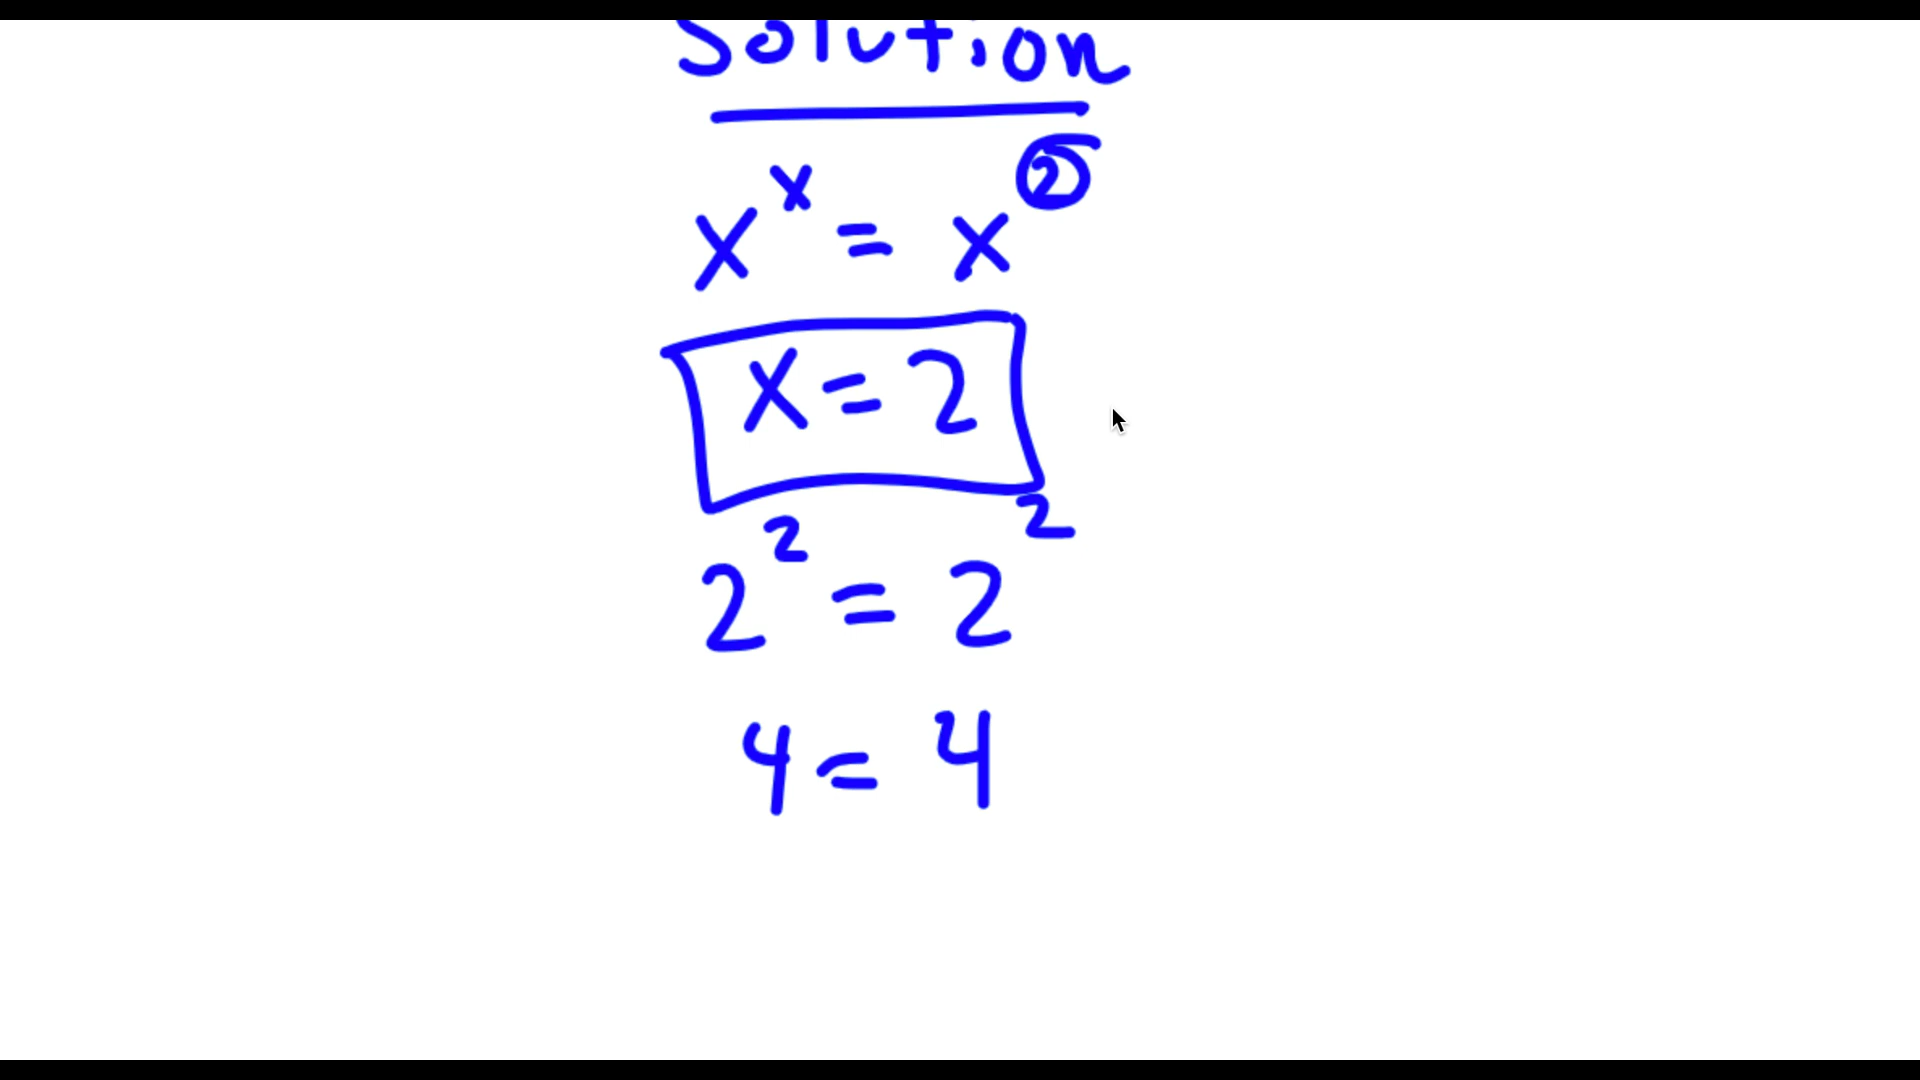 Solution
x^x = x^2
x = 2
2^2 = 2^2
4 = 4